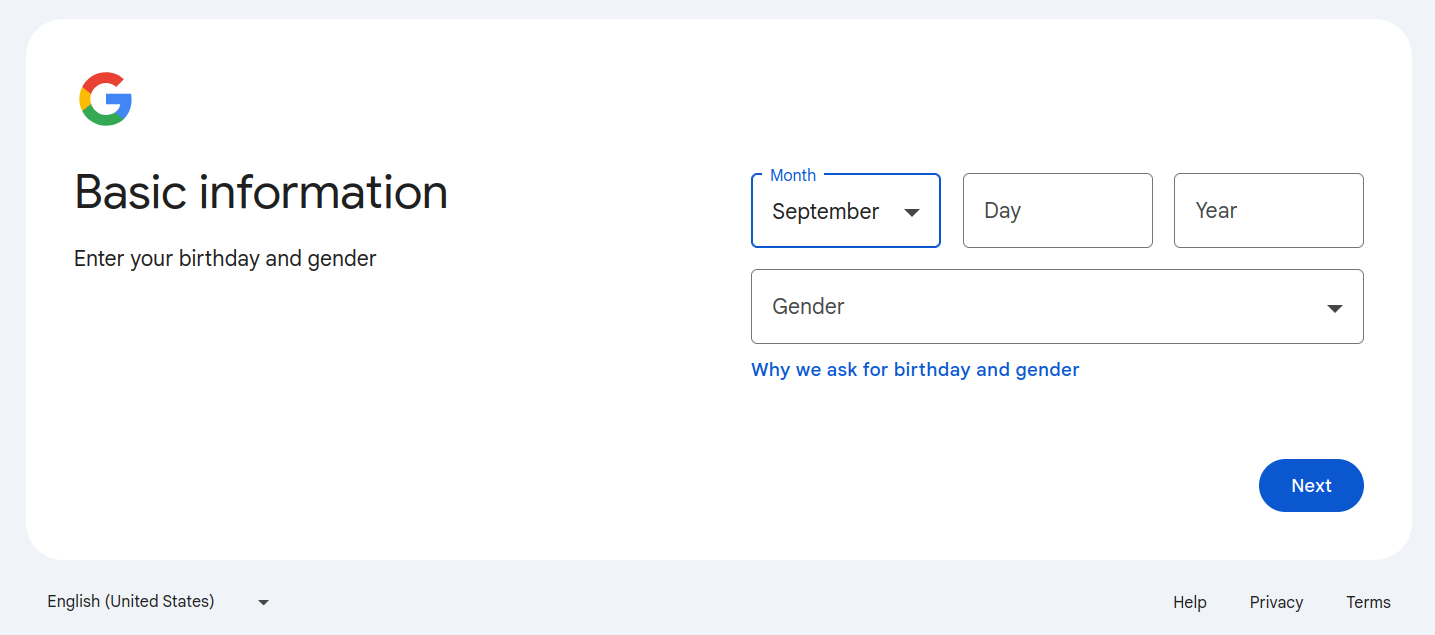 Basic information
Enter your birthday and gender
Month
September
Day
Year
Gender
Why we ask for birthday and gender
Next
English (United States)
Help
Privacy
Terms